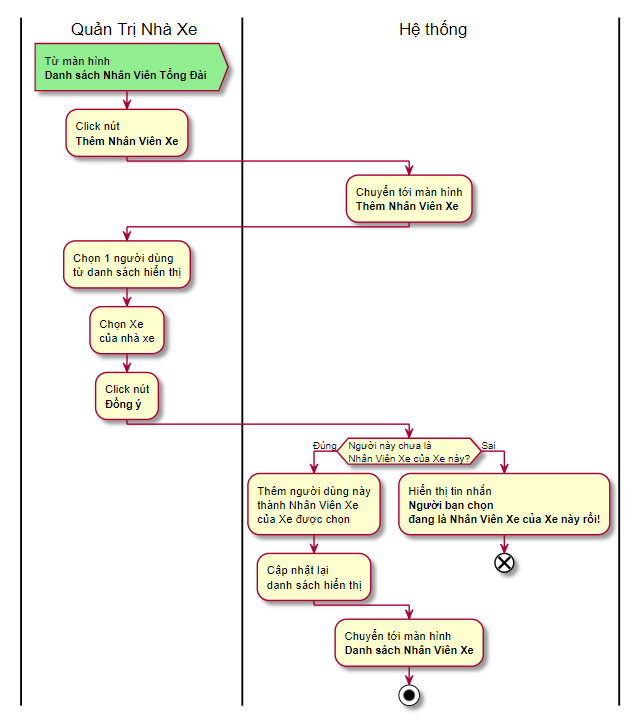 Quản Trị Nhà Xe
Hệ thống
Từ màn hình
Danh sách Nhân Viên Tổng Đài
Click nút
Thêm Nhân Viên Xe
Chuyển tới màn hình
Thêm Nhân Viên Xe
Chọn 1 người dùng
từ danh sách hiển thị
Chọn Xe
của nhà xe
Click nút
Đồng ý
Người này chưa là
Nhân Viên Xe của Xe này?
Đúng
Sai
Thêm người dùng này
thành Nhân Viên Xe
của Xe được chọn
Hiển thị tin nhắn
Người bạn chọn
đang là Nhân Viên Xe của Xe này rồi!
Cập nhật lại
danh sách hiển thị
Chuyển tới màn hình
Danh sách Nhân Viên Xe